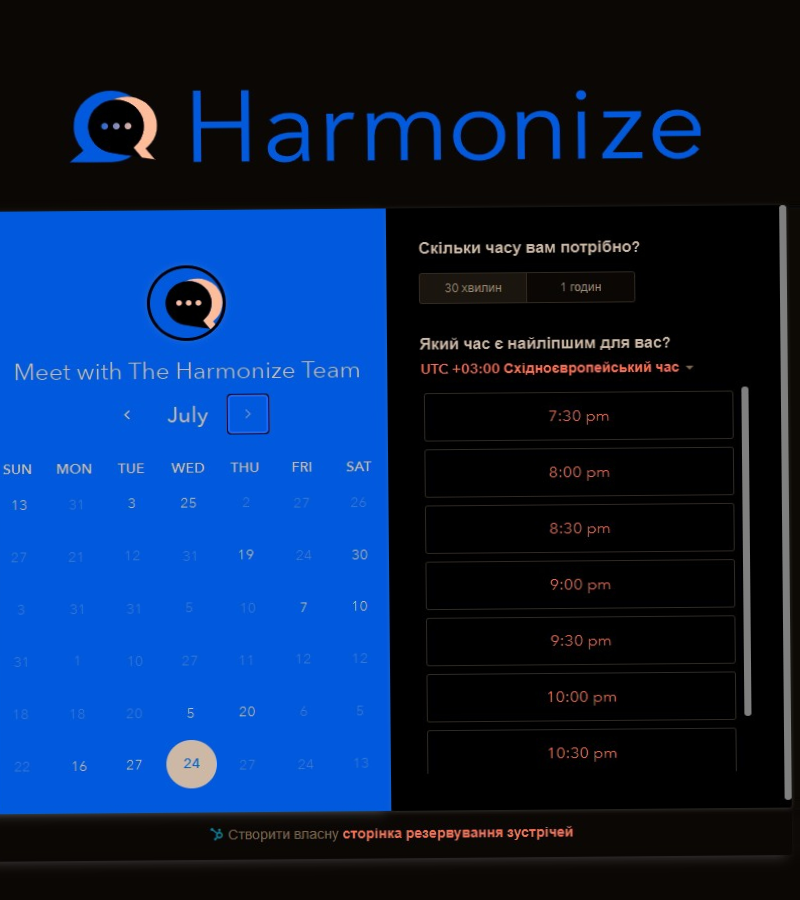 Harmonize
Meet with The Harmonize Team
July
SUN MON TUE WED THU FRI SAT
13 31 3 25 2 27 26
27 21 12 31 19 24 30
3 31 31 5 10 7 10
31 1 10 27 11 12 12
18 18 20 5 20 6 5
22 16 27 24 27 24 13
Скільки часу вам потрібно?
30 хвилин 1 годин
Який час є найліпшим для вас?
UTC +03:00 Східноєвропейський час
7:30 pm
8:00 pm
8:30 pm
9:00 pm
9:30 pm
10:00 pm
10:30 pm
Створити власну сторінка резервування зустрічей